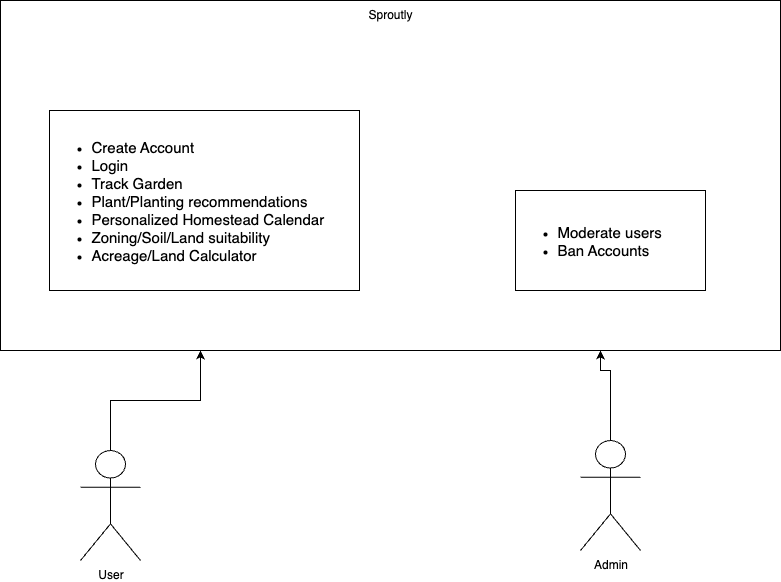 Sproutly
• Create Account
• Login
• Track Garden
• Plant/Planting recommendations
• Personalized Homestead Calendar
• Zoning/Soil/Land suitability
• Acreage/Land Calculator
• Moderate users
• Ban Accounts
User
Admin